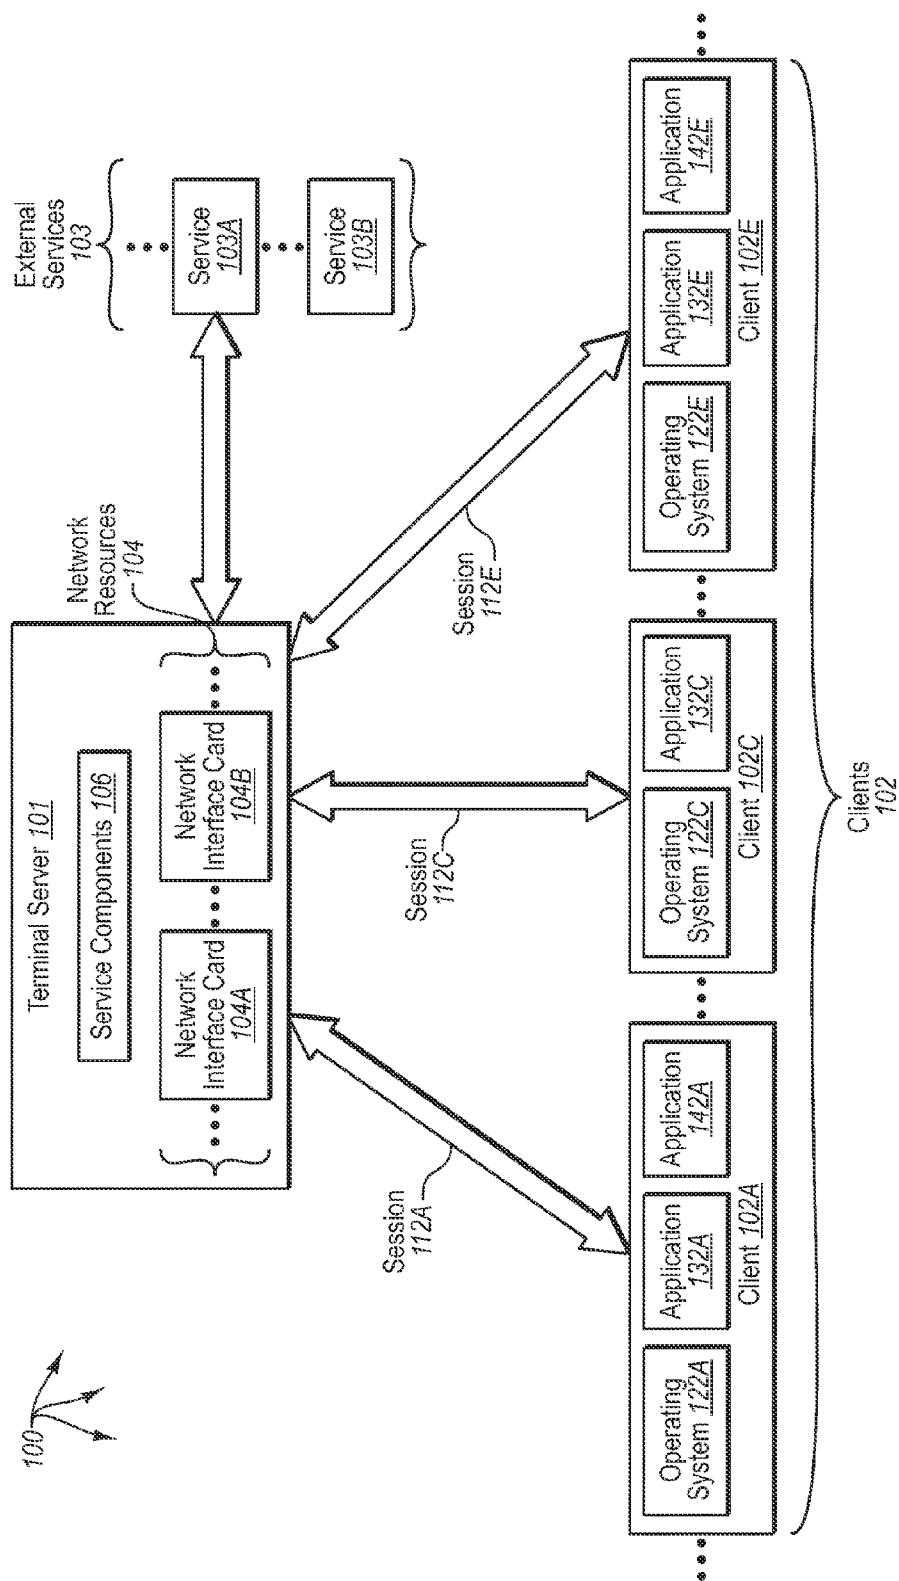 100
Terminal Server 101
Service Components 106
Network
Interface Card
104A
Network
Interface Card
104B
Network
Resources
104
External
Services
103
Service
103A
Service
103B
Session
112A
Session
112C
Session
112E
Operating
System 122A
Application
132A
Application
142A
Client 102A
Operating
System 122C
Application
132C
Client 102C
Operating
System 122E
Application
132E
Application
142E
Client 102E
Clients
102